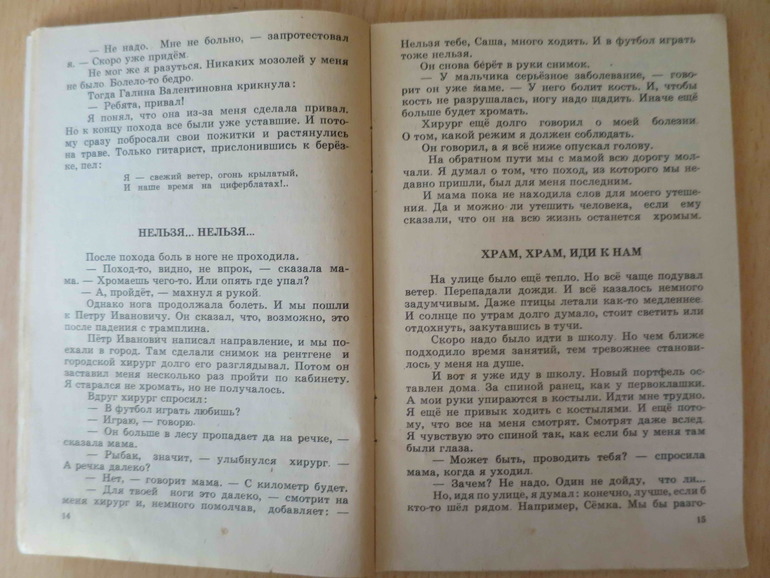 — Не надо. Мне не больно, — запротестовал
я. — Скоро уже придём.
Не мог же я разуться. Никаких мозолей у меня
не было. Болело-то бедро.
Тогда Галина Валентиновна крикнула:
— Ребята, привал!
Я понял, что она из-за меня сделала привал.
Но к концу похода все были уже уставшие. И пото-
му сразу побросали свои пожитки и растянулись
на траве. Только гитарист, прислонившись к берёз-
ке, пел:
Я — свежий ветер, огонь крылатый,
И наше время на циферблатах!..
НЕЛЬЗЯ... НЕЛЬЗЯ...
После похода боль в ноге не проходила.
— Поход-то, видно, не впрок, — сказала ма-
ма. — Хромаешь чего-то. Или опять где упал?
— А, пройдёт, — махнул я рукой.
Однако нога продолжала болеть. И мы пошли
к Петру Ивановичу. Он сказал, что, возможно, это
после падения с трамплина.
Пётр Иванович написал направление, и мы по-
ехали в город. Там сделали снимок на рентгене и
городской хирург долго его разглядывал. Потом он
заставил меня несколько раз пройти по кабинету.
Я старался не хромать, но не получалось.
Вдруг хирург спросил:
— В футбол играть любишь?
— Играю, — говорю.
— Он больше в лесу пропадает да на речке, —
сказала мама.
— Рыбак, значит, — улыбнулся хирург. —
А речка далеко?
— Нет, — говорит мама. — С километр будет.
— Для твоей ноги это далеко, — смотрит на
меня хирург и, немного помолчав, добавляет: —
14
Нельзя тебе, Саша, много ходить. И в футбол играть
тоже нельзя.
Он снова берёт в руки снимок.
— У мальчика серьёзное заболевание, — гово-
рит он уже маме. — У него болит кость. И, чтобы
кость не разрушалась, ногу надо щадить. Иначе ещё
больше будет хромать.
Хирург долго говорил о моей болезни.
О том, какой режим я должен соблюдать.
Он говорил, а я всё ниже опускал голову.
На обратном пути мы с мамой всю дорогу мол-
чали. Я думал о том, что поход, из которого мы не-
давно пришли, был для меня последним.
И мама пока не находила слов для моего утеше-
ния. Да и можно ли утешить человека, если ему
сказали, что он на всю жизнь останется хромым.
ХРАМ, ХРАМ, ИДИ К НАМ
На улице было ещё тепло. Но всё чаще подувал
ветер. Перепадали дожди. И всё казалось немного
задумчивым. Даже птицы летали как-то медленнее.
И солнце по утрам долго думало, стоит светить или
отдохнуть, закутавшись в тучи.
Скоро надо было идти в школу. Но чем ближе
подходило время занятий, тем тревожнее станови-
лось у меня на душе.
И вот я уже иду в школу. Новый портфель ос-
тавлен дома. За спиной ранец, как у первоклашки.
А мои руки упираются в костыли. Идти мне трудно.
Я ещё не привык ходить с костылями. И ещё пото-
му, что все на меня смотрят. Смотрят даже вслед.
Я чувствую это спиной так, как если бы у меня там
были глаза.
— Может быть, проводить тебя? — спросила
мама, когда я уходил.
— Зачем? Не надо. Один не дойду, что ли...
Но, идя по улице, я думал: конечно, лучше, если б
кто-то шёл рядом. Например, Сёмка. Мы бы разго-
15